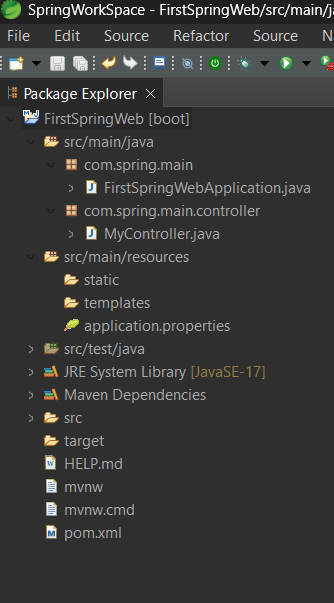 SpringWorkSpace - FirstSpringWeb/src/main/ja
File Edit Source Refactor Source N
Package Explorer
FirstSpringWeb [boot]
src/main/java
com.spring.main
FirstSpringWebApplication.java
com.spring.main.controller
MyController.java
src/main/resources
static
templates
application.properties
src/test/java
JRE System Library [JavaSE-17]
Maven Dependencies
src
target
HELP.md
mvnw
mvnw.cmd
pom.xml